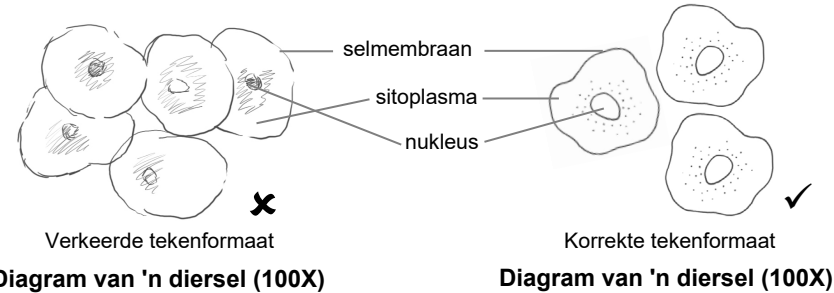 selmembraan
sitoplasma
nukleus
Verkeerde tekenformaat
Korrekte tekenformaat
Diagram van 'n diersel (100X)
Diagram van 'n diersel (100X)